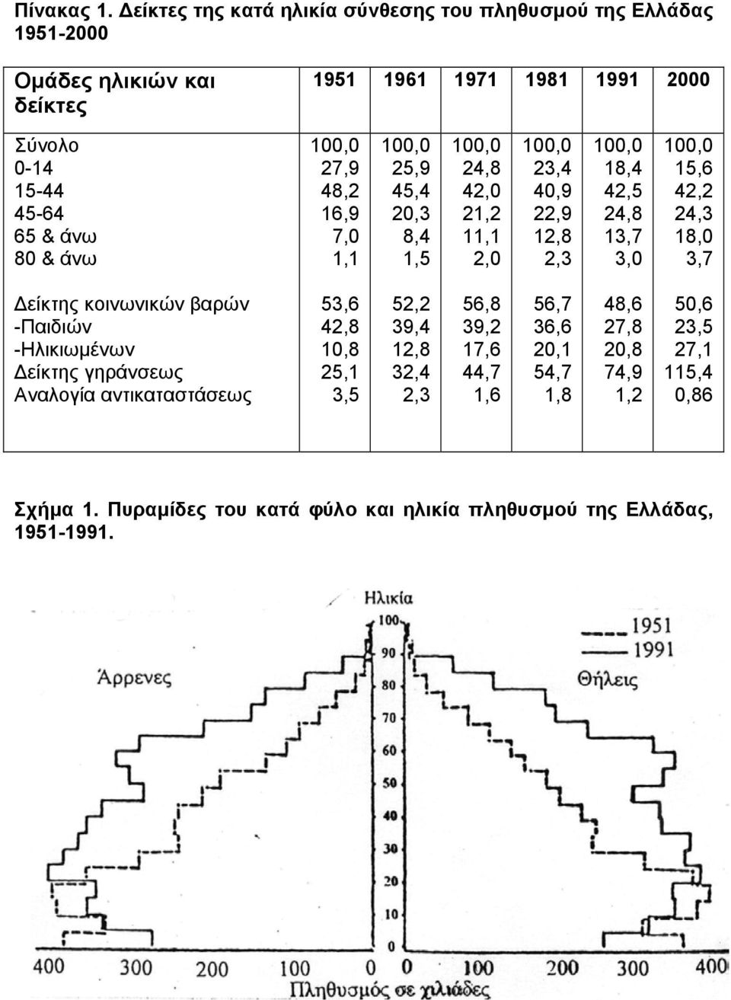 Πίνακας 1. Δείκτες της κατά ηλικία σύνθεσης του πληθυσμού της Ελλάδας
1951-2000
Ομάδες ηλικιών και 1951 1961 1971 1981 1991 2000
δείκτες
Σύνολο 100,0 100,0 100,0 100,0 100,0 100,0
0-14 27,9 25,9 24,8 23,4 18,4 15,6
15-44 48,2 45,4 42,0 40,9 42,5 42,2
45-64 16,9 20,3 21,2 22,9 24,8 24,3
65 & άνω 7,0 8,4 11,1 12,8 13,7 18,0
80 & άνω 1,1 1,5 2,0 2,3 3,0 3,7
Δείκτης κοινωνικών βαρών 53,6 52,2 56,8 56,7 48,6 50,6
-Παιδιών 42,8 39,4 39,2 36,6 27,8 23,5
-Ηλικιωμένων 10,8 12,8 17,6 20,1 20,8 27,1
Δείκτης γηράνσεως 25,1 32,4 44,7 54,7 74,9 115,4
Αναλογία αντικαταστάσεως 3,5 2,3 1,6 1,8 1,2 0,86
Σχήμα 1. Πυραμίδες του κατά φύλο και ηλικία πληθυσμού της Ελλάδας,
1951-1991.
Ηλικία
100
1951
90
1991
Άρρενες
Θήλεις
80
70
60
50
40
30
20
10
0
400 300 200 100 0 0 100 200 300 400
Πληθυσμός σε χιλιάδες